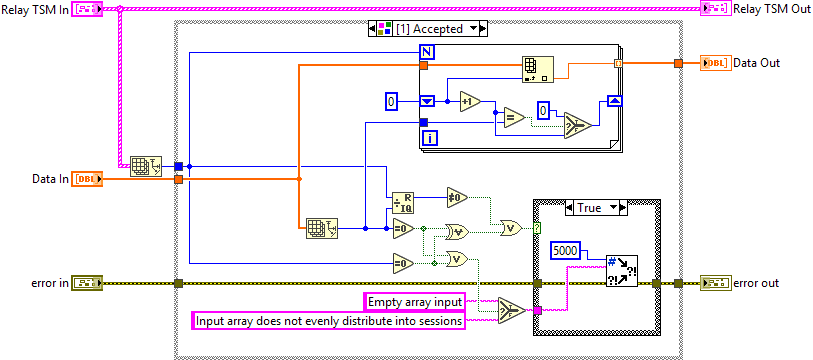 Relay TSM In
Relay TSM Out
[1] Accepted
N
DBL]
Data Out
0
+1
0
=
?
T
F
i
Data In
[DBL
R
IQ
≠0
=0
V
V
?
True
=0
V
5000
#
?!
?!
error in
error out
Empty array input
Input array does not evenly distribute into sessions
?
T
F